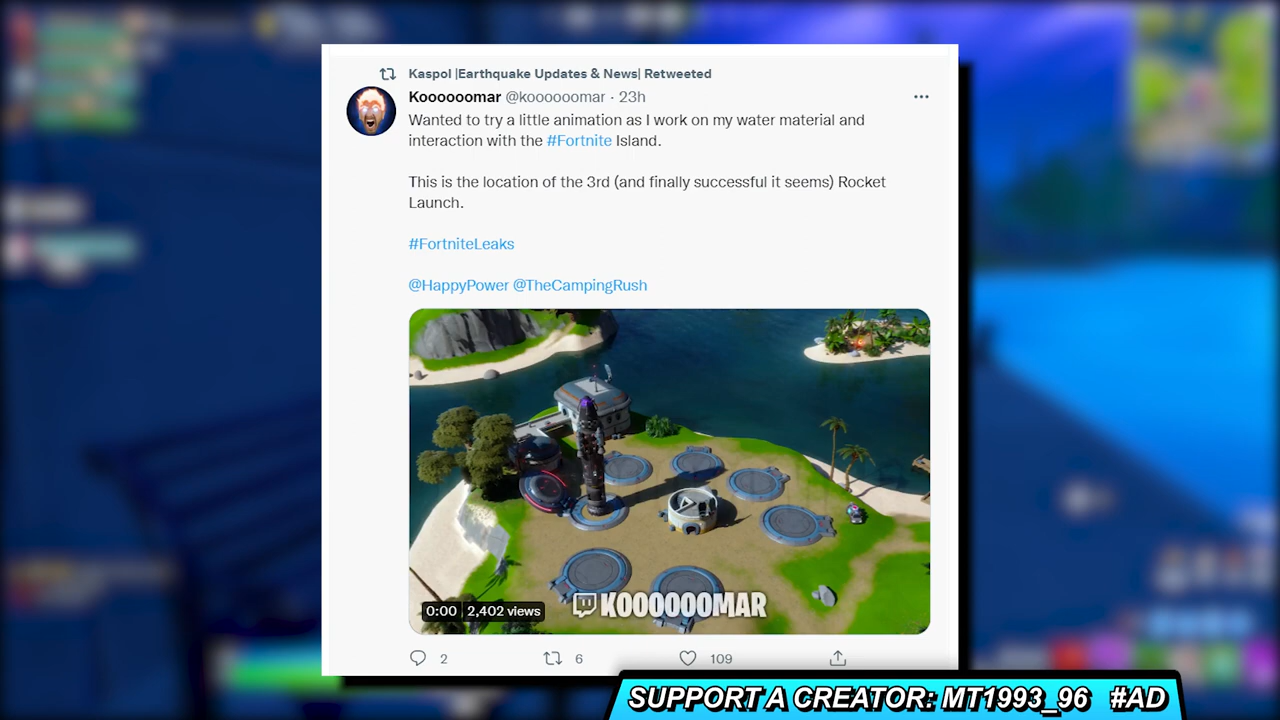 Kaspol |Earthquake Updates & News| Retweeted
Koooooomar @koooooomar · 23h
Wanted to try a little animation as I work on my water material and
interaction with the #Fortnite Island.
This is the location of the 3rd (and finally successful it seems) Rocket
Launch.
#FortniteLeaks
@HappyPower @TheCampingRush
0:00 2,402 views
KOOOOOOMAR
2 6 109
SUPPORT A CREATOR: MT1993_96 #AD